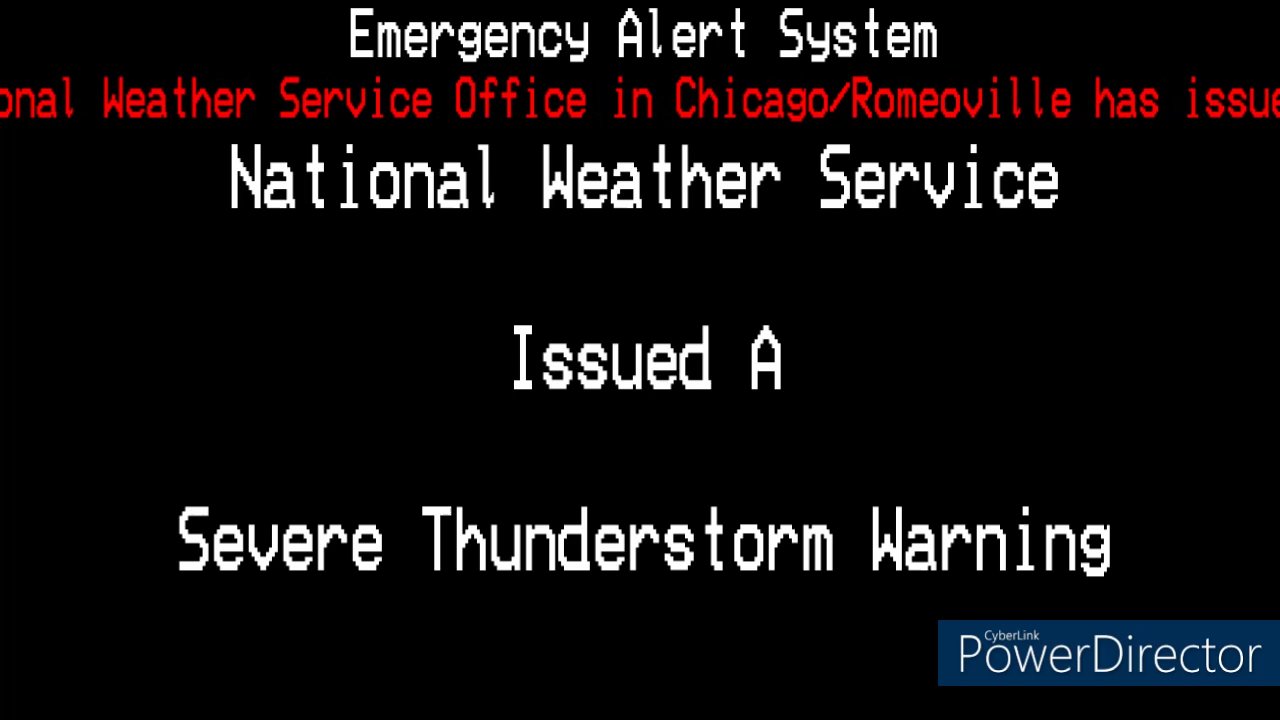 Emergency Alert System
onal Weather Service Office in Chicago/Romeoville has issue
National Weather Service
Issued A
Severe Thunderstorm Warning
CyberLink
PowerDirector